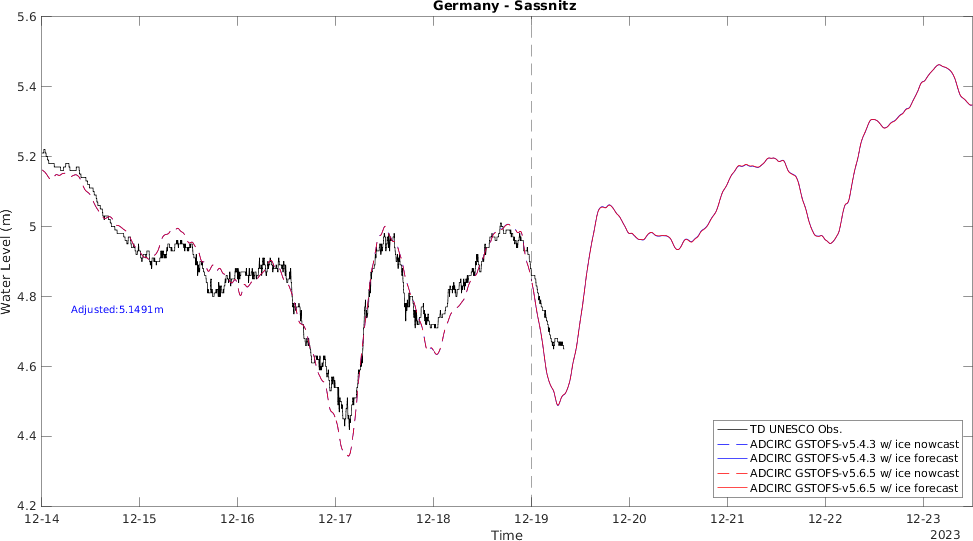 Germany - Sassnitz
5.6
5.4
5.2
5
4.8
4.6
4.4
4.2
Water Level (m)
Adjusted:5.1491m
TD UNESCO Obs.
ADCIRC GSTOFS-v5.4.3 w/ ice nowcast
ADCIRC GSTOFS-v5.4.3 w/ ice forecast
ADCIRC GSTOFS-v5.6.5 w/ ice nowcast
ADCIRC GSTOFS-v5.6.5 w/ ice forecast
12-14 12-15 12-16 12-17 12-18 12-19 12-20 12-21 12-22 12-23
Time
2023